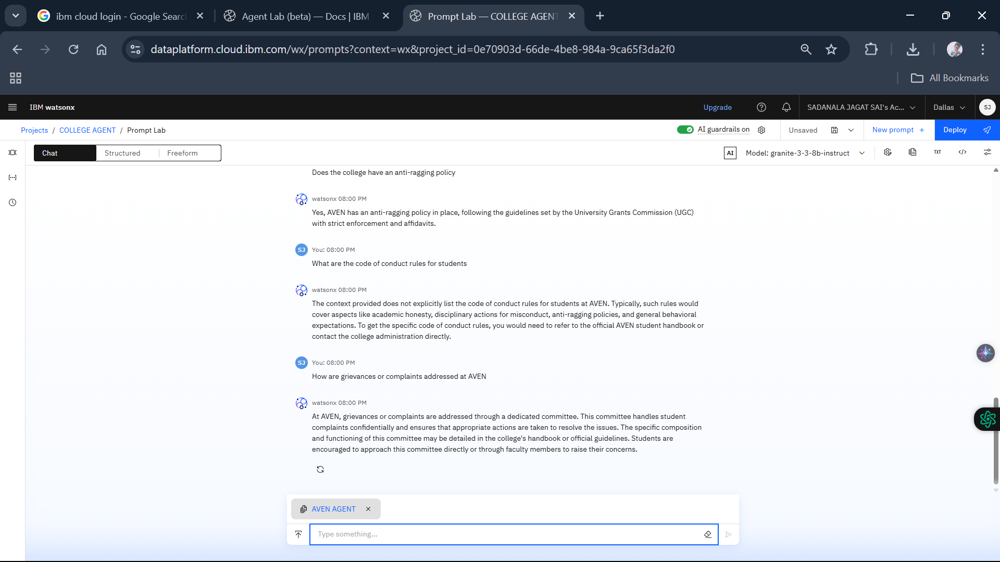 ibm cloud login - Google Searc
Agent Lab (beta) — Docs | IBM
Prompt Lab — COLLEGE AGENT
dataplatform.cloud.ibm.com/wx/prompts?context=wx&project_id=0e70903d-66de-4be8-984a-9ca65f3da2f0
All Bookmarks
IBM watsonx
Upgrade
SADANALA JAGAT SAI's Ac...
Dallas
SJ
Projects / COLLEGE AGENT / Prompt Lab
AI guardrails on
Unsaved
New prompt +
Deploy
Chat
Structured
Freeform
AI
Model: granite-3-3-8b-instruct
TXT
Does the college have an anti-ragging policy
watsonx 08:00 PM
Yes, AVEN has an anti-ragging policy in place, following the guidelines set by the University Grants Commission (UGC)
with strict enforcement and affidavits.
SJ
You: 08:00 PM
What are the code of conduct rules for students
watsonx 08:00 PM
The context provided does not explicitly list the code of conduct rules for students at AVEN. Typically, such rules would
cover aspects like academic honesty, disciplinary actions for misconduct, anti-ragging policies, and general behavioral
expectations. To get the specific code of conduct rules, you would need to refer to the official AVEN student handbook or
contact the college administration directly.
SJ
You: 08:00 PM
How are grievances or complaints addressed at AVEN
watsonx 08:00 PM
At AVEN, grievances or complaints are addressed through a dedicated committee. This committee handles student
complaints confidentially and ensures that appropriate actions are taken to resolve the issues. The specific composition
and functioning of this committee may be detailed in the college's handbook or official guidelines. Students are
encouraged to approach this committee directly or through faculty members to raise their concerns.
AVEN AGENT
Type something...